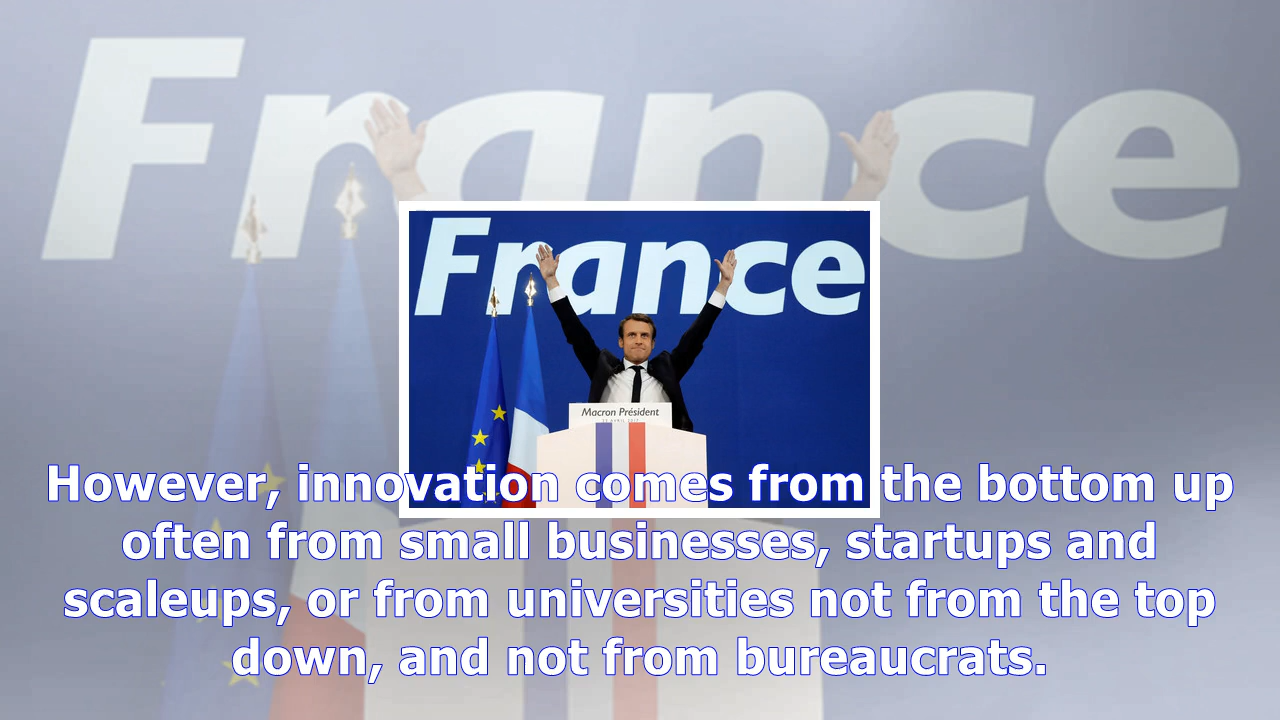 France
France
Macron Président
However, innovation comes from the bottom up
often from small businesses, startups and
scaleups, or from universities not from the top
down, and not from bureaucrats.